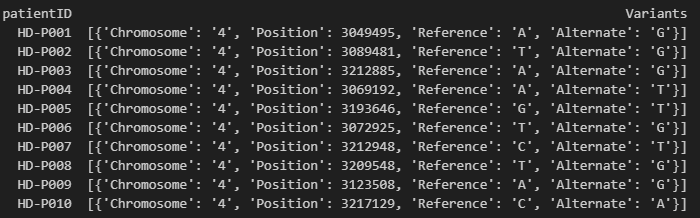 patientID Variants
HD-P001 [{'Chromosome': '4', 'Position': 3049495, 'Reference': 'A', 'Alternate': 'G'}]
HD-P002 [{'Chromosome': '4', 'Position': 3089481, 'Reference': 'T', 'Alternate': 'G'}]
HD-P003 [{'Chromosome': '4', 'Position': 3212885, 'Reference': 'A', 'Alternate': 'G'}]
HD-P004 [{'Chromosome': '4', 'Position': 3069192, 'Reference': 'A', 'Alternate': 'T'}]
HD-P005 [{'Chromosome': '4', 'Position': 3193646, 'Reference': 'G', 'Alternate': 'T'}]
HD-P006 [{'Chromosome': '4', 'Position': 3072925, 'Reference': 'T', 'Alternate': 'G'}]
HD-P007 [{'Chromosome': '4', 'Position': 3212948, 'Reference': 'C', 'Alternate': 'T'}]
HD-P008 [{'Chromosome': '4', 'Position': 3209548, 'Reference': 'T', 'Alternate': 'G'}]
HD-P009 [{'Chromosome': '4', 'Position': 3123508, 'Reference': 'A', 'Alternate': 'G'}]
HD-P010 [{'Chromosome': '4', 'Position': 3217129, 'Reference': 'C', 'Alternate': 'A'}]